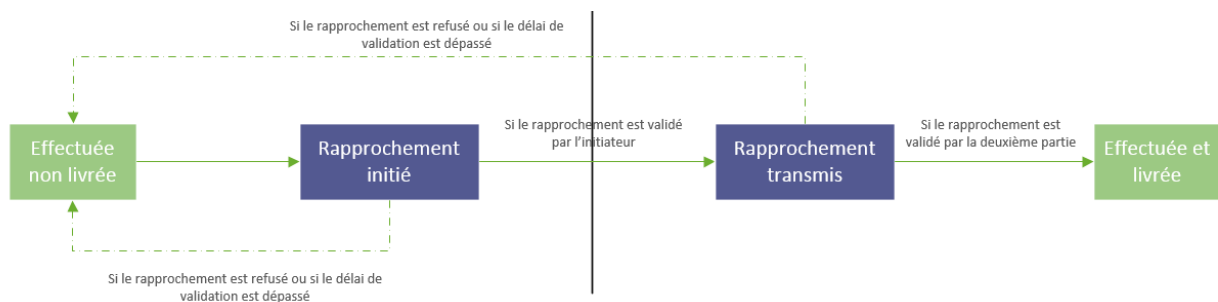 Si le rapprochement est refusé ou si le délai de
validation est dépassé
Effectuée
non livrée
Rapprochement
initié
Si le rapprochement est validé
par l’initiateur
Rapprochement
transmis
Si le rapprochement est
validé par la deuxième partie
Effectuée et
livrée
Si le rapprochement est refusé ou si le délai de
validation est dépassé